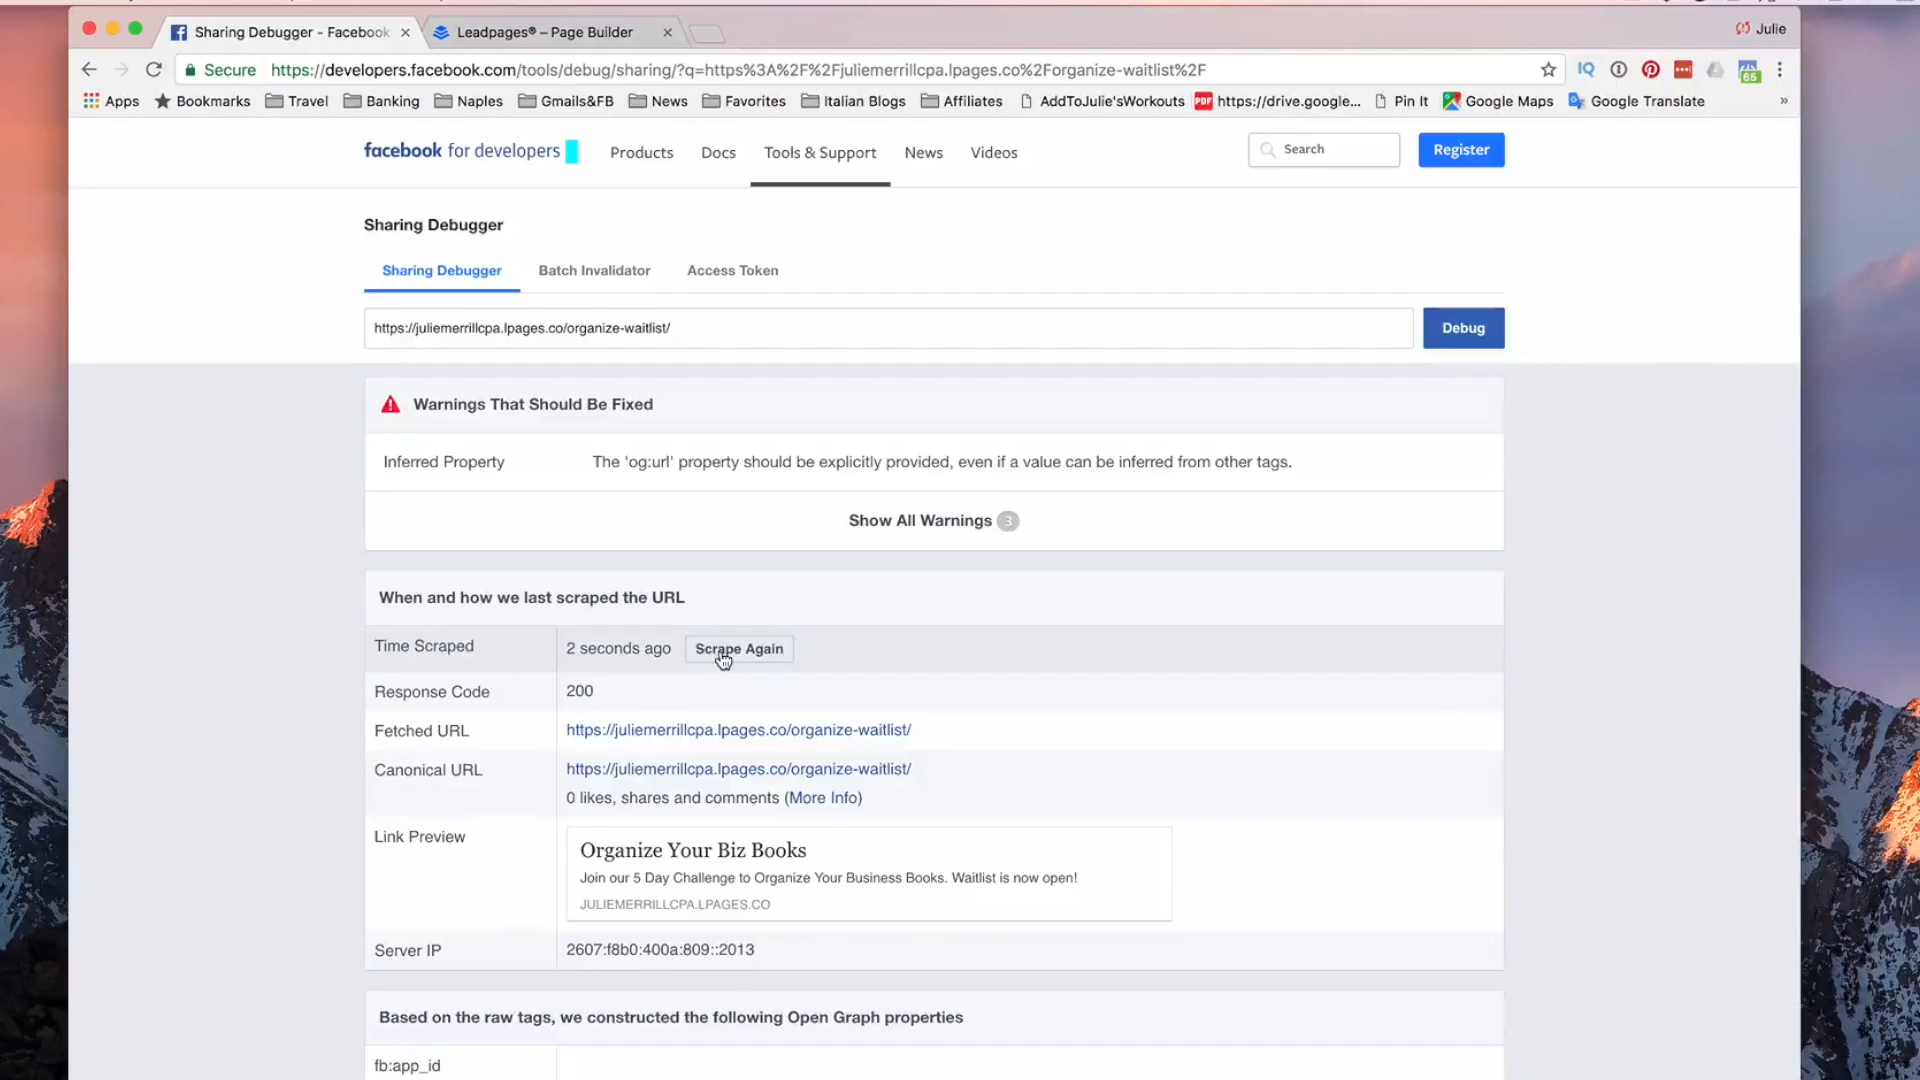 Sharing Debugger - Facebook
Leadpages® – Page Builder
Julie
Secure https://developers.facebook.com/tools/debug/sharing/?q=https%3A%2F%2Fjuliemerrillcpa.lpages.co%2Forganize-waitlist%2F
IQ
65
Apps Bookmarks Travel Banking Naples Gmails&FB News Favorites Italian Blogs Affiliates AddToJulie'sWorkouts PDF https://drive.google... Pin It Google Maps Google Translate »
facebook for developers Products Docs Tools & Support News Videos Search Register
Sharing Debugger
Sharing Debugger Batch Invalidator Access Token
https://juliemerrillcpa.lpages.co/organize-waitlist/ Debug
Warnings That Should Be Fixed
Inferred Property The 'og:url' property should be explicitly provided, even if a value can be inferred from other tags.
Show All Warnings 3
When and how we last scraped the URL
Time Scraped 2 seconds ago Scrape Again
Response Code 200
Fetched URL https://juliemerrillcpa.lpages.co/organize-waitlist/
Canonical URL https://juliemerrillcpa.lpages.co/organize-waitlist/
0 likes, shares and comments (More Info)
Link Preview Organize Your Biz Books
Join our 5 Day Challenge to Organize Your Business Books. Waitlist is now open!
JULIEMERRILLCPA.LPAGES.CO
Server IP 2607:f8b0:400a:809::2013
Based on the raw tags, we constructed the following Open Graph properties
fb:app_id